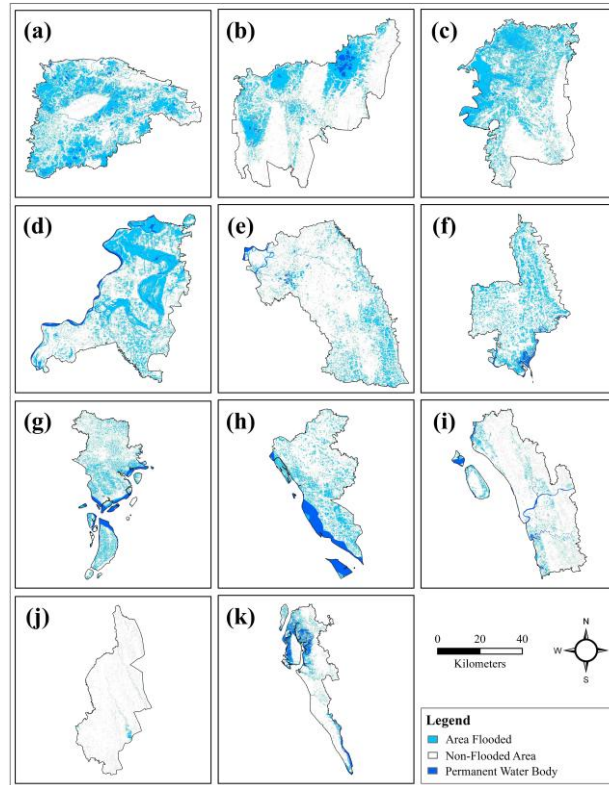 (a)
(b)
(c)
(d)
(e)
(f)
(g)
(h)
(i)
(j)
(k)
0 20 40
Kilometers
N
W E
S
Legend
Area Flooded
Non-Flooded Area
Permanent Water Body